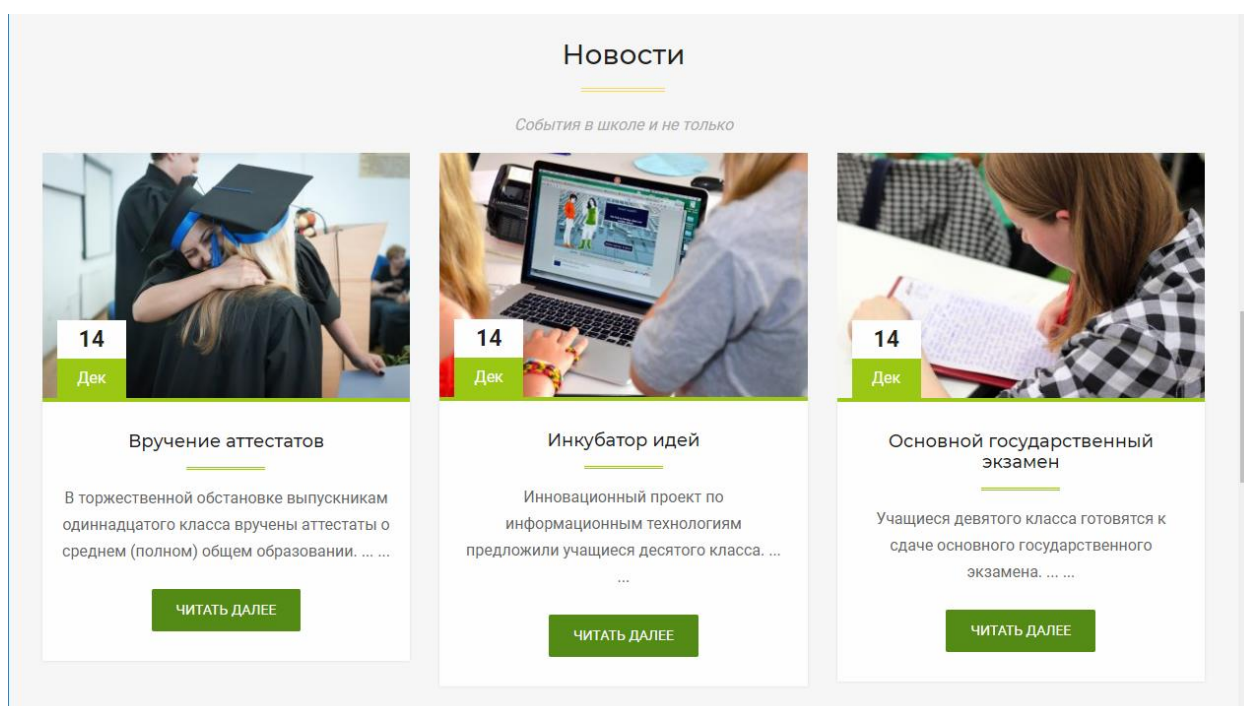 Новости
События в школе и не только
14
Дек
Вручение аттестатов
В торжественной обстановке выпускникам
одиннадцатого класса вручены аттестаты о
среднем (полном) общем образовании. ... ...
ЧИТАТЬ ДАЛЕЕ
14
Дек
Инкубатор идей
Инновационный проект по
информационным технологиям
предложили учащиеся десятого класса. ...
...
ЧИТАТЬ ДАЛЕЕ
14
Дек
Основной государственный
экзамен
Учащиеся девятого класса готовятся к
сдаче основного государственного
экзамена. ... ...
ЧИТАТЬ ДАЛЕЕ